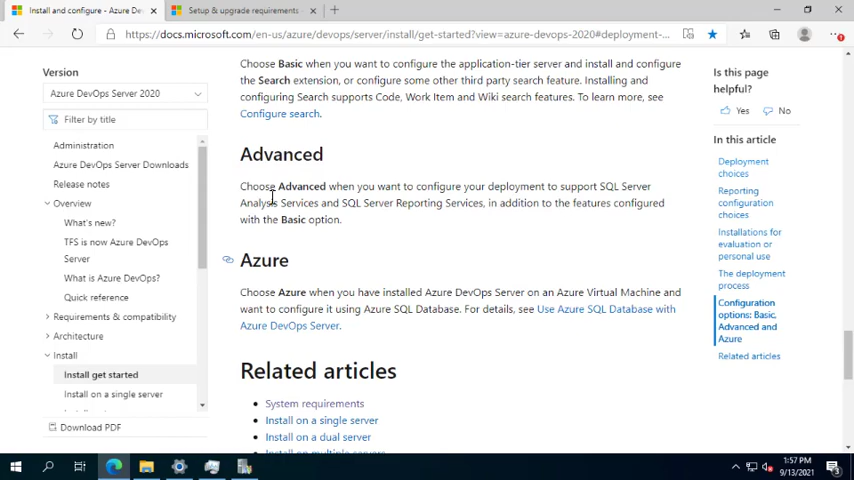 Install and configure - Azure De
Setup & upgrade requirements -
https://docs.microsoft.com/en-us/azure/devops/server/install/get-started?view=azure-devops-2020#deployment-...
Version
Azure DevOps Server 2020
Filter by title
Administration
Azure DevOps Server Downloads
Release notes
Overview
What's new?
TFS is now Azure DevOps
Server
What is Azure DevOps?
Quick reference
Requirements & compatibility
Architecture
Install
Install get started
Install on a single server
Download PDF
Choose Basic when you want to configure the application-tier server and install and configure
the Search extension, or configure some other third party search feature. Installing and
configuring Search supports Code, Work Item and Wiki search features. To learn more, see
Configure search.
Advanced
Choose Advanced when you want to configure your deployment to support SQL Server
Analysis Services and SQL Server Reporting Services, in addition to the features configured
with the Basic option.
Azure
Choose Azure when you have installed Azure DevOps Server on an Azure Virtual Machine and
want to configure it using Azure SQL Database. For details, see Use Azure SQL Database with
Azure DevOps Server.
Related articles
System requirements
Install on a single server
Install on a dual server
Install on multiple servers
Is this page
helpful?
Yes No
In this article
Deployment
choices
Reporting
configuration
choices
Installations for
evaluation or
personal use
The deployment
process
Configuration
options: Basic,
Advanced and
Azure
Related articles
1:57 PM
9/13/2021
3